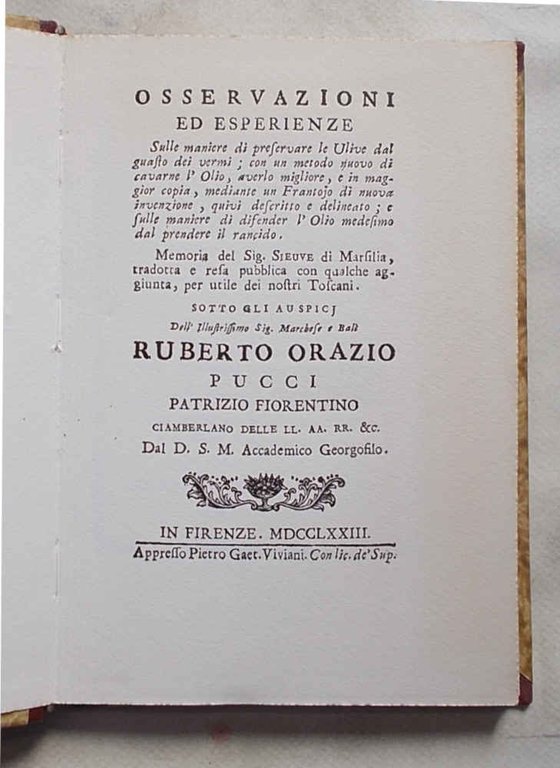 OSSERVAZIONI
ED ESPERIENZE
Sulle maniere di preſervare le Ulive dal
guaſto dei vermi; con un metodo nuovo di
cavarne l' Olio, averlo migliore, e in mag-
gior copia, mediante un Frantojo di nuova
invenzione, quivi deſcritto e delineato; e
ſulle maniere di difender l' Olio medeſimo
dal prendere il rancido.
Memoria del Sig. SIEUVE di Marſilia,
tradotta e reſa pubblica con qualche ag-
giunta, per utile dei noſtri Toſcani.
SOTTO GLI AUSPICJ
Dell' Illuſtriſſimo Sig. Marcheſe e Balì
RUBERTO ORAZIO
PUCCI
PATRIZIO FIORENTINO
CIAMBERLANO DELLE LL. AA. RR. &c.
Dal D. S. M. Accademico Georgofilo.
IN FIRENZE. MDCCLXXIII.
Appreſſo Pietro Gaet. Viviani. Con lic. de' Sup.